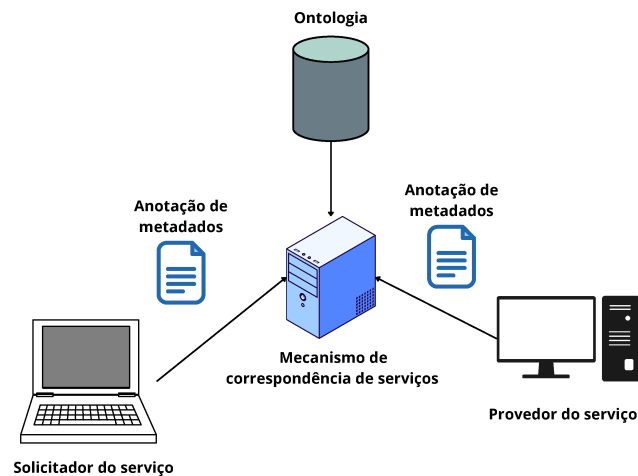 Ontologia
Anotação de
metadados
Anotação de
metadados
Mecanismo de
correspondência de serviços
Provedor do serviço
Solicitador do serviço